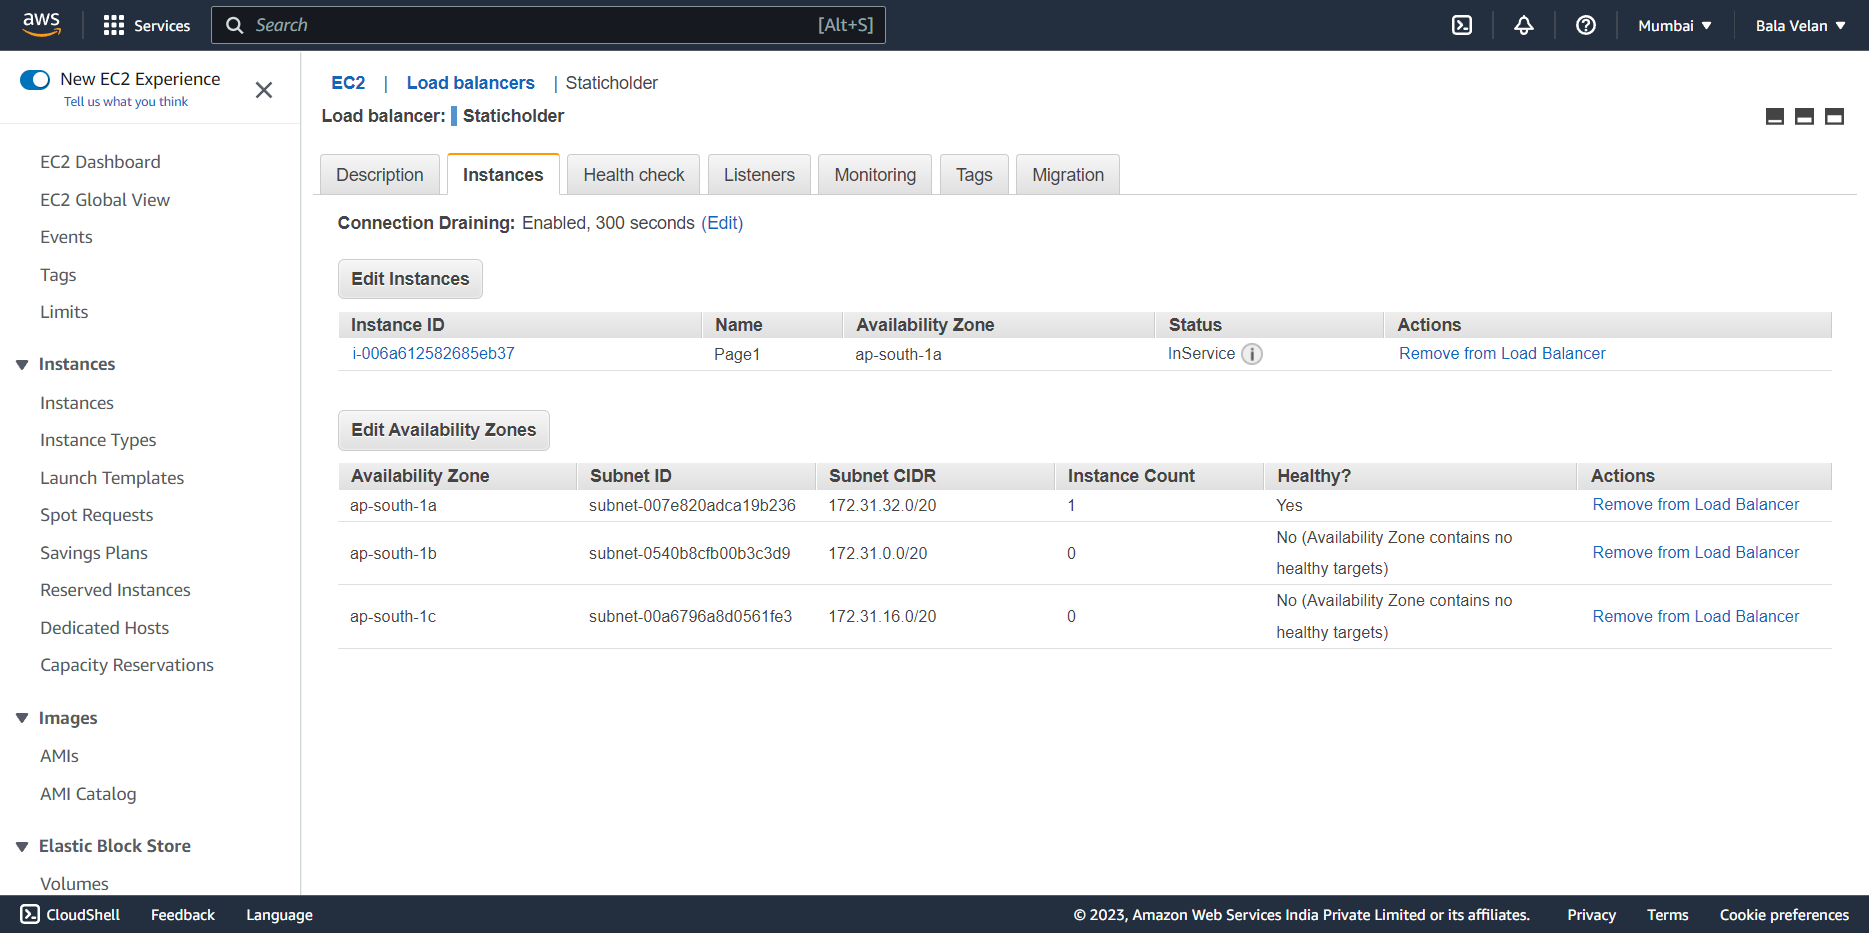 aws Services Search [Alt+S] Mumbai ▼ Bala Velan ▼
New EC2 Experience
Tell us what you think
EC2 Dashboard
EC2 Global View
Events
Tags
Limits
Instances
Instances
Instance Types
Launch Templates
Spot Requests
Savings Plans
Reserved Instances
Dedicated Hosts
Capacity Reservations
Images
AMIs
AMI Catalog
Elastic Block Store
Volumes
EC2 | Load balancers | Staticholder
Load balancer: Staticholder
Description Instances Health check Listeners Monitoring Tags Migration
Connection Draining: Enabled, 300 seconds (Edit)
Edit Instances
Instance ID Name Availability Zone Status Actions
i-006a612582685eb37 Page1 ap-south-1a InService i Remove from Load Balancer
Edit Availability Zones
Availability Zone Subnet ID Subnet CIDR Instance Count Healthy? Actions
ap-south-1a subnet-007e820adca19b236 172.31.32.0/20 1 Yes Remove from Load Balancer
ap-south-1b subnet-0540b8cfb00b3c3d9 172.31.0.0/20 0 No (Availability Zone contains no Remove from Load Balancer
healthy targets)
ap-south-1c subnet-00a6796a8d0561fe3 172.31.16.0/20 0 No (Availability Zone contains no Remove from Load Balancer
healthy targets)
CloudShell Feedback Language © 2023, Amazon Web Services India Private Limited or its affiliates. Privacy Terms Cookie preferences